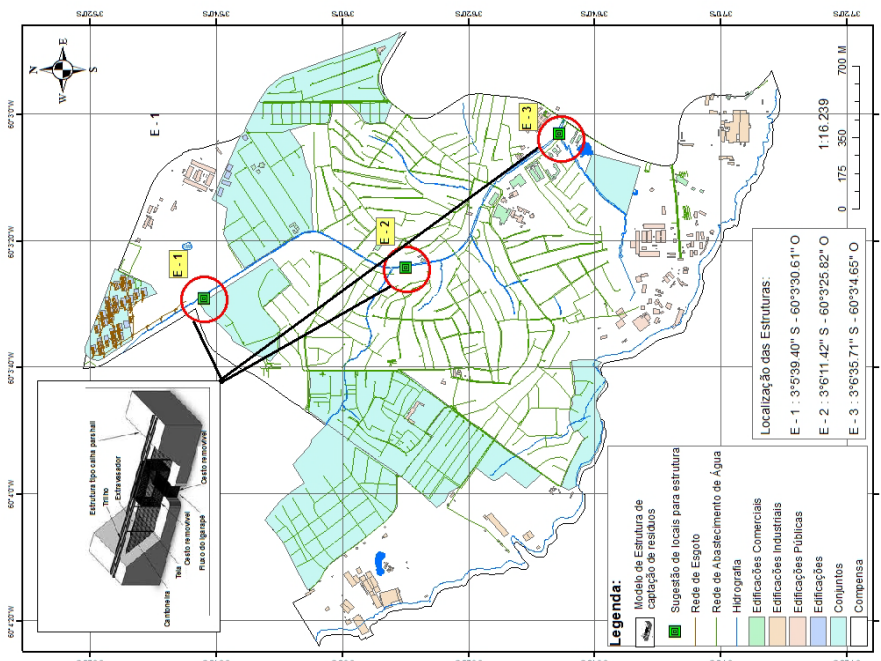 N
E
S
W
60°3'0"W
60°3'20"W
60°3'40"W
60°4'0"W
60°4'20"W
E - 1
E - 1
E - 2
E - 3
Estrutura tipo calha parshall
Trilho
Extravasador
Cesto removível
Cantoneira
Tela
Cesto removível
Fluxo do Igarapé
1:16.239
0 175 350 700 M
Localização das Estruturas:
E - 1 : 3°5'39.40" S - 60°3'30.61" O
E - 2 : 3°6'11.42" S - 60°3'25.82" O
E - 3 : 3°6'35.71" S - 60°3'4.65" O
Legenda:
Modelo de Estrutura de
captação de resíduos
Sugestão de locais para estrutura
Rede de Esgoto
Rede de Abastecimento de Água
Hidrografia
Edificações Comerciais
Edificações Industriais
Edificações Públicas
Edificações
Conjuntos
Compensa